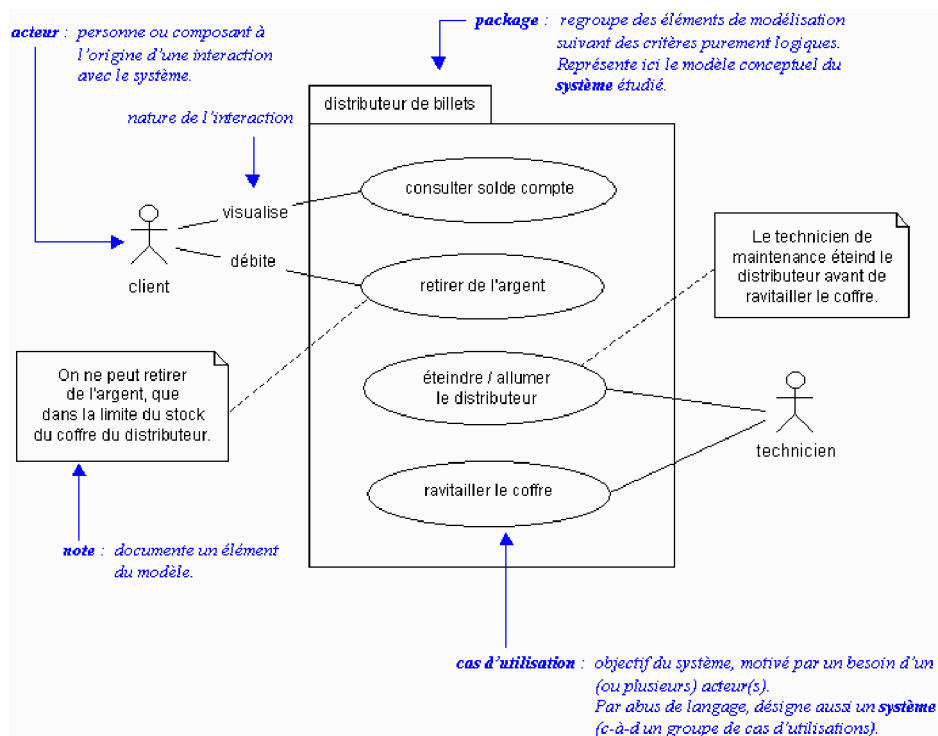 acteur : personne ou composant à
l'origine d'une interaction
avec le système.
package : regroupe des éléments de modélisation
suivant des critères purement logiques.
Représente ici le modèle conceptuel du
système étudié.
nature de l'interaction
distributeur de billets
consulter solde compte
visualise
débite
client
retirer de l'argent
Le technicien de
maintenance éteind le
distributeur avant de
ravitailler le coffre.
On ne peut retirer
de l'argent, que
dans la limite du stock
du coffre du distributeur.
éteindre / allumer
le distributeur
technicien
ravitailler le coffre
note : documente un élément
du modèle.
cas d'utilisation : objectif du système, motivé par un besoin d'un
(ou plusieurs) acteur(s).
Par abus de langage, désigne aussi un système
(c-à-d un groupe de cas d'utilisations).